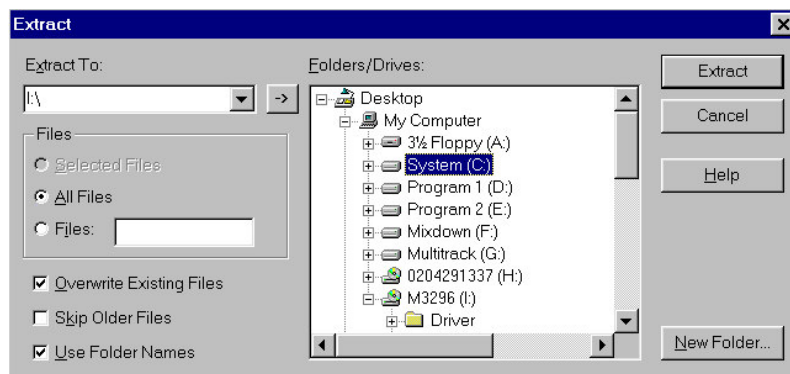 Extract
Extract To:
I:\
->
Files
Selected Files
All Files
Files:
Overwrite Existing Files
Skip Older Files
Use Folder Names
Folders/Drives:
Desktop
My Computer
3½ Floppy (A:)
System (C:)
Program 1 (D:)
Program 2 (E:)
Mixdown (F:)
Multitrack (G:)
0204291337 (H:)
M3296 (I:)
Driver
Extract
Cancel
Help
New Folder...